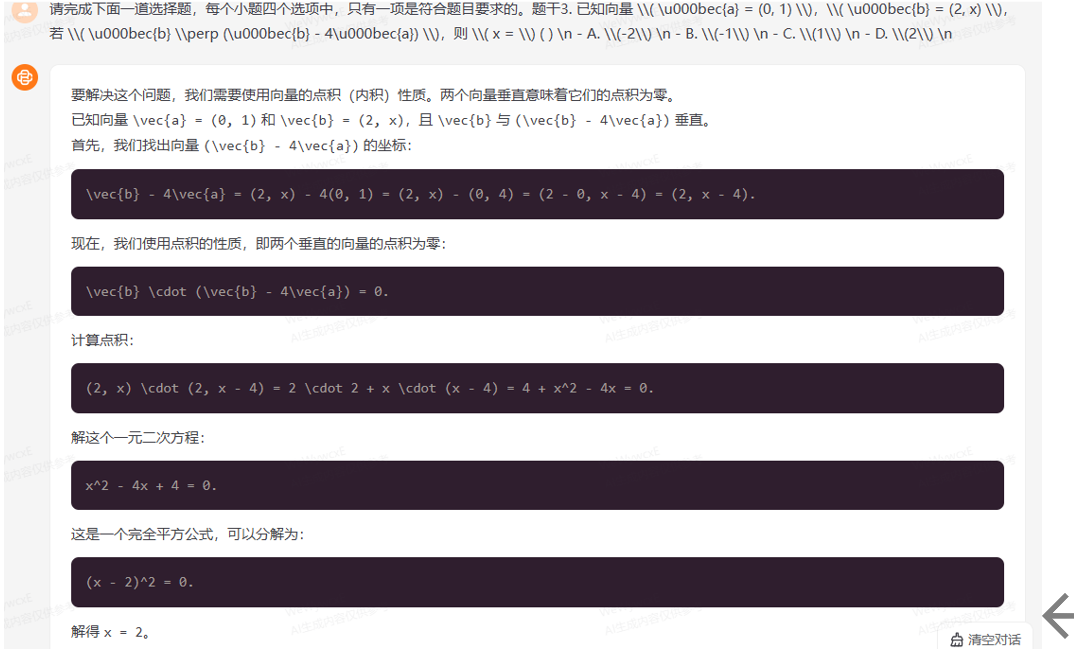 请完成下面一道选择题，每个小题四个选项中，只有一项是符合题目要求的。题干3. 已知向量 \\( \u000bec{a} = (0, 1) \\)，\\( \u000bec{b} = (2, x) \\)，
若 \\( \u000bec{b} \\perp (\u000bec{b} - 4\u000bec{a}) \\)，则 \\( x = \\) ( ) \n - A. \\(-2\\) \n - B. \\(-1\\) \n - C. \\(1\\) \n - D. \\(2\\) \n
要解决这个问题，我们需要使用向量的点积（内积）性质。两个向量垂直意味着它们的点积为零。
已知向量 \vec{a} = (0, 1) 和 \vec{b} = (2, x)，且 \vec{b} 与 (\vec{b} - 4\vec{a}) 垂直。
首先，我们找出向量 (\vec{b} - 4\vec{a}) 的坐标：
\vec{b} - 4\vec{a} = (2, x) - 4(0, 1) = (2, x) - (0, 4) = (2 - 0, x - 4) = (2, x - 4).
现在，我们使用点积的性质，即两个垂直的向量的点积为零：
\vec{b} \cdot (\vec{b} - 4\vec{a}) = 0.
计算点积：
(2, x) \cdot (2, x - 4) = 2 \cdot 2 + x \cdot (x - 4) = 4 + x^2 - 4x = 0.
解这个一元二次方程：
x^2 - 4x + 4 = 0.
这是一个完全平方公式，可以分解为：
(x - 2)^2 = 0.
解得 x = 2。
清空对话